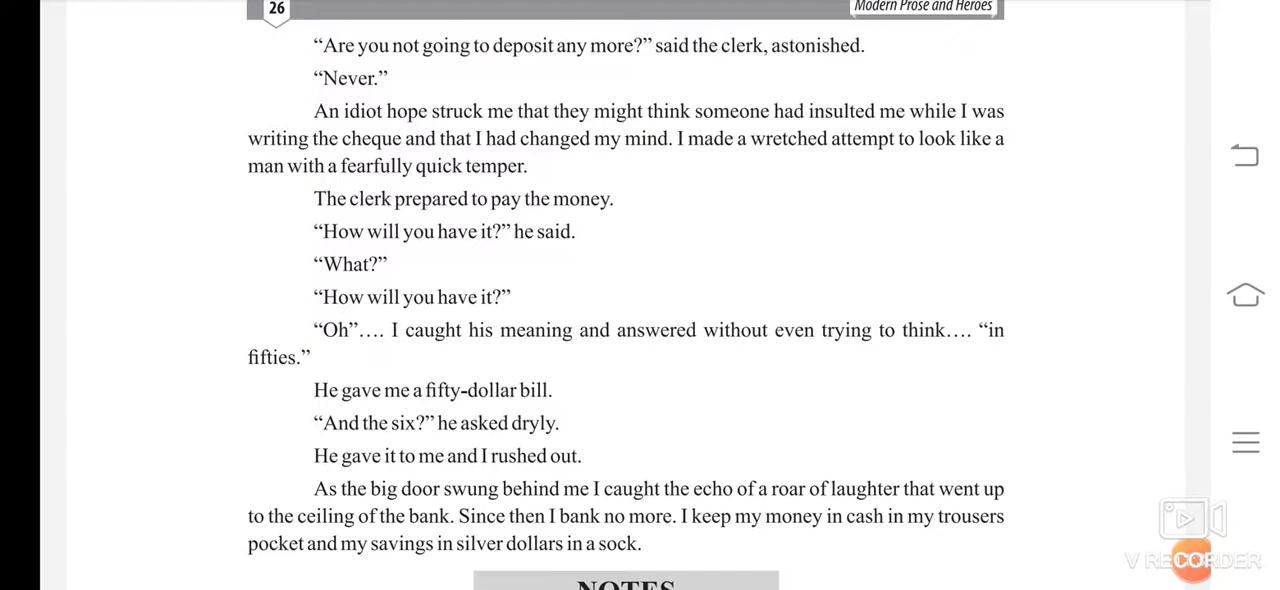 26
Modern Prose and Heroes
“Are you not going to deposit any more?” said the clerk, astonished.
“Never.”
An idiot hope struck me that they might think someone had insulted me while I was
writing the cheque and that I had changed my mind. I made a wretched attempt to look like a
man with a fearfully quick temper.
The clerk prepared to pay the money.
“How will you have it?” he said.
“What?”
“How will you have it?”
“Oh”…. I caught his meaning and answered without even trying to think…. “in
fifties.”
He gave me a fifty-dollar bill.
“And the six?” he asked dryly.
He gave it to me and I rushed out.
As the big door swung behind me I caught the echo of a roar of laughter that went up
to the ceiling of the bank. Since then I bank no more. I keep my money in cash in my trousers
pocket and my savings in silver dollars in a sock.
NOTES
V RECORDER